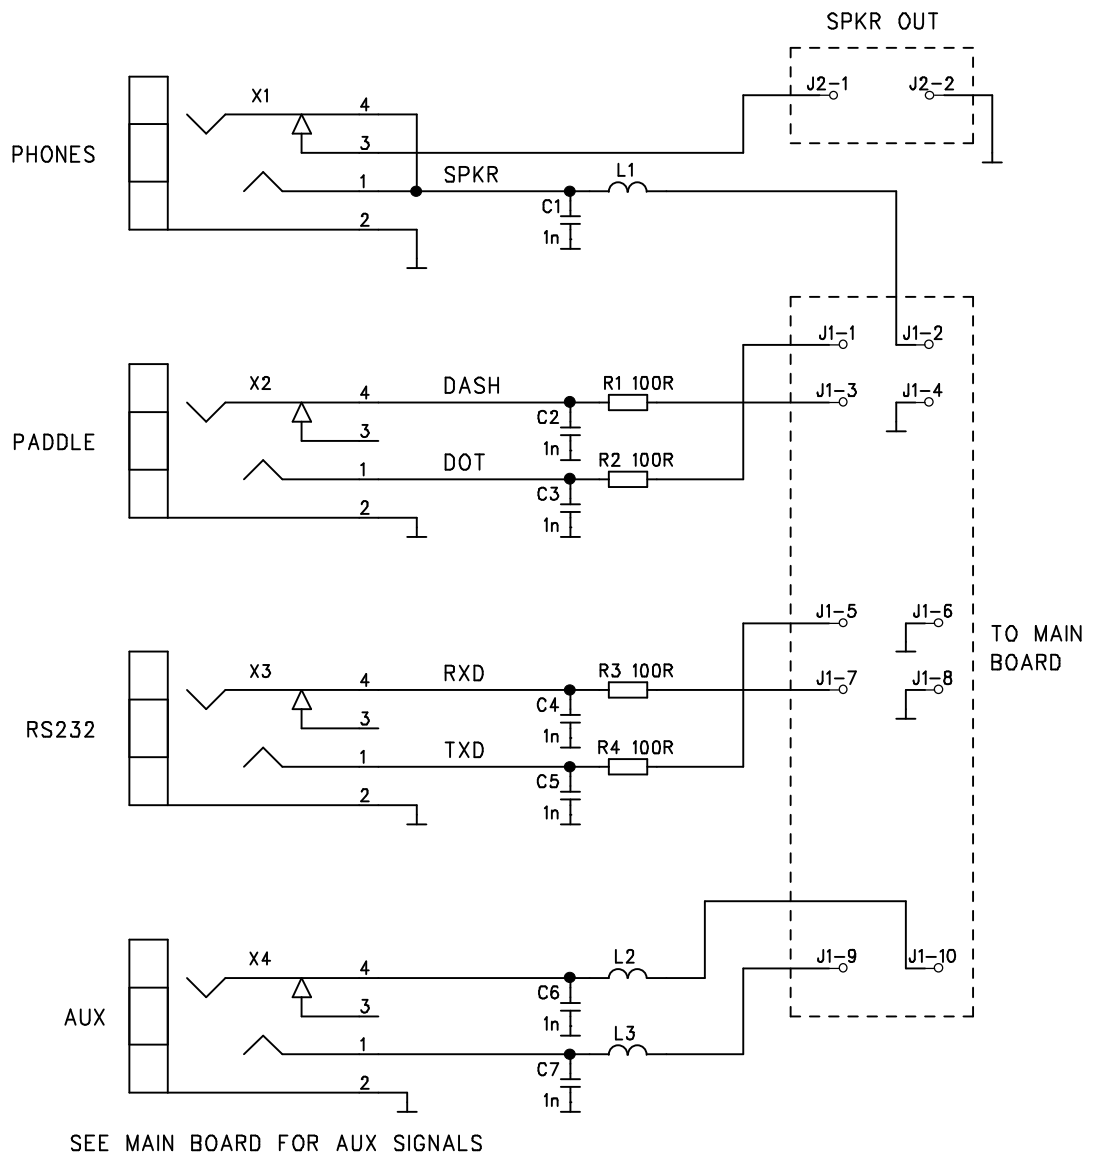 SPKR OUT
J2-1 J2-2
X1
4
3
PHONES
1 SPKR L1
2
C1
1n
J1-1 J1-2
X2
4 DASH R1 100R J1-3 J1-4
C2
3
PADDLE
1n
1 DOT R2 100R
C3
2
1n
J1-5 J1-6
TO MAIN
BOARD
X3
4 RXD R3 100R J1-7 J1-8
C4
3
RS232
1n
1 TXD R4 100R
C5
2
1n
X4
4 L2 J1-9 J1-10
C6
3
AUX
1n
1 L3
C7
2
1n
SEE MAIN BOARD FOR AUX SIGNALS